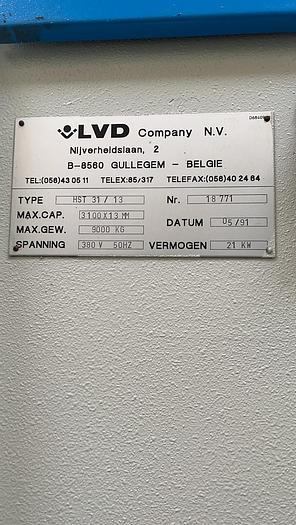 LVD Company N.V.
Nijverheidslaan, 2
B-8560 GULLEGEM - BELGIE
TEL:(056)43 05 11 TELEX:85/317 TELEFAX:(056)40 24 64
TYPE HST 31 / 13 Nr. 18 771
MAX.CAP. 3100X13 MM
MAX.GEW. 9000 KG DATUM 05/91
SPANNING 380 V 50HZ VERMOGEN 21 KW